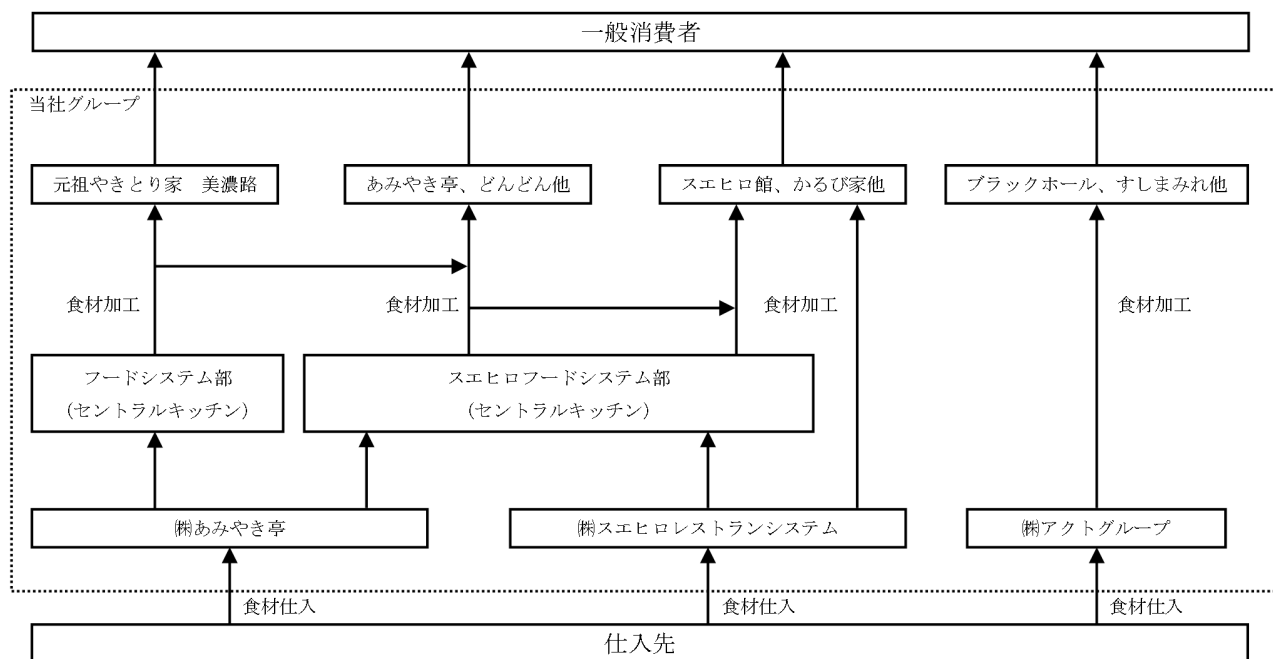 一般消費者
当社グループ
元祖やきとり家　美濃路
あみやき亭、どんどん他
スエヒロ館、かるび家他
ブラックホール、すしまみれ他
食材加工
食材加工
食材加工
食材加工
フードシステム部
（セントラルキッチン）
スエヒロフードシステム部
（セントラルキッチン）
㈱あみやき亭
㈱スエヒロレストランシステム
㈱アクトグループ
食材仕入
食材仕入
食材仕入
仕入先